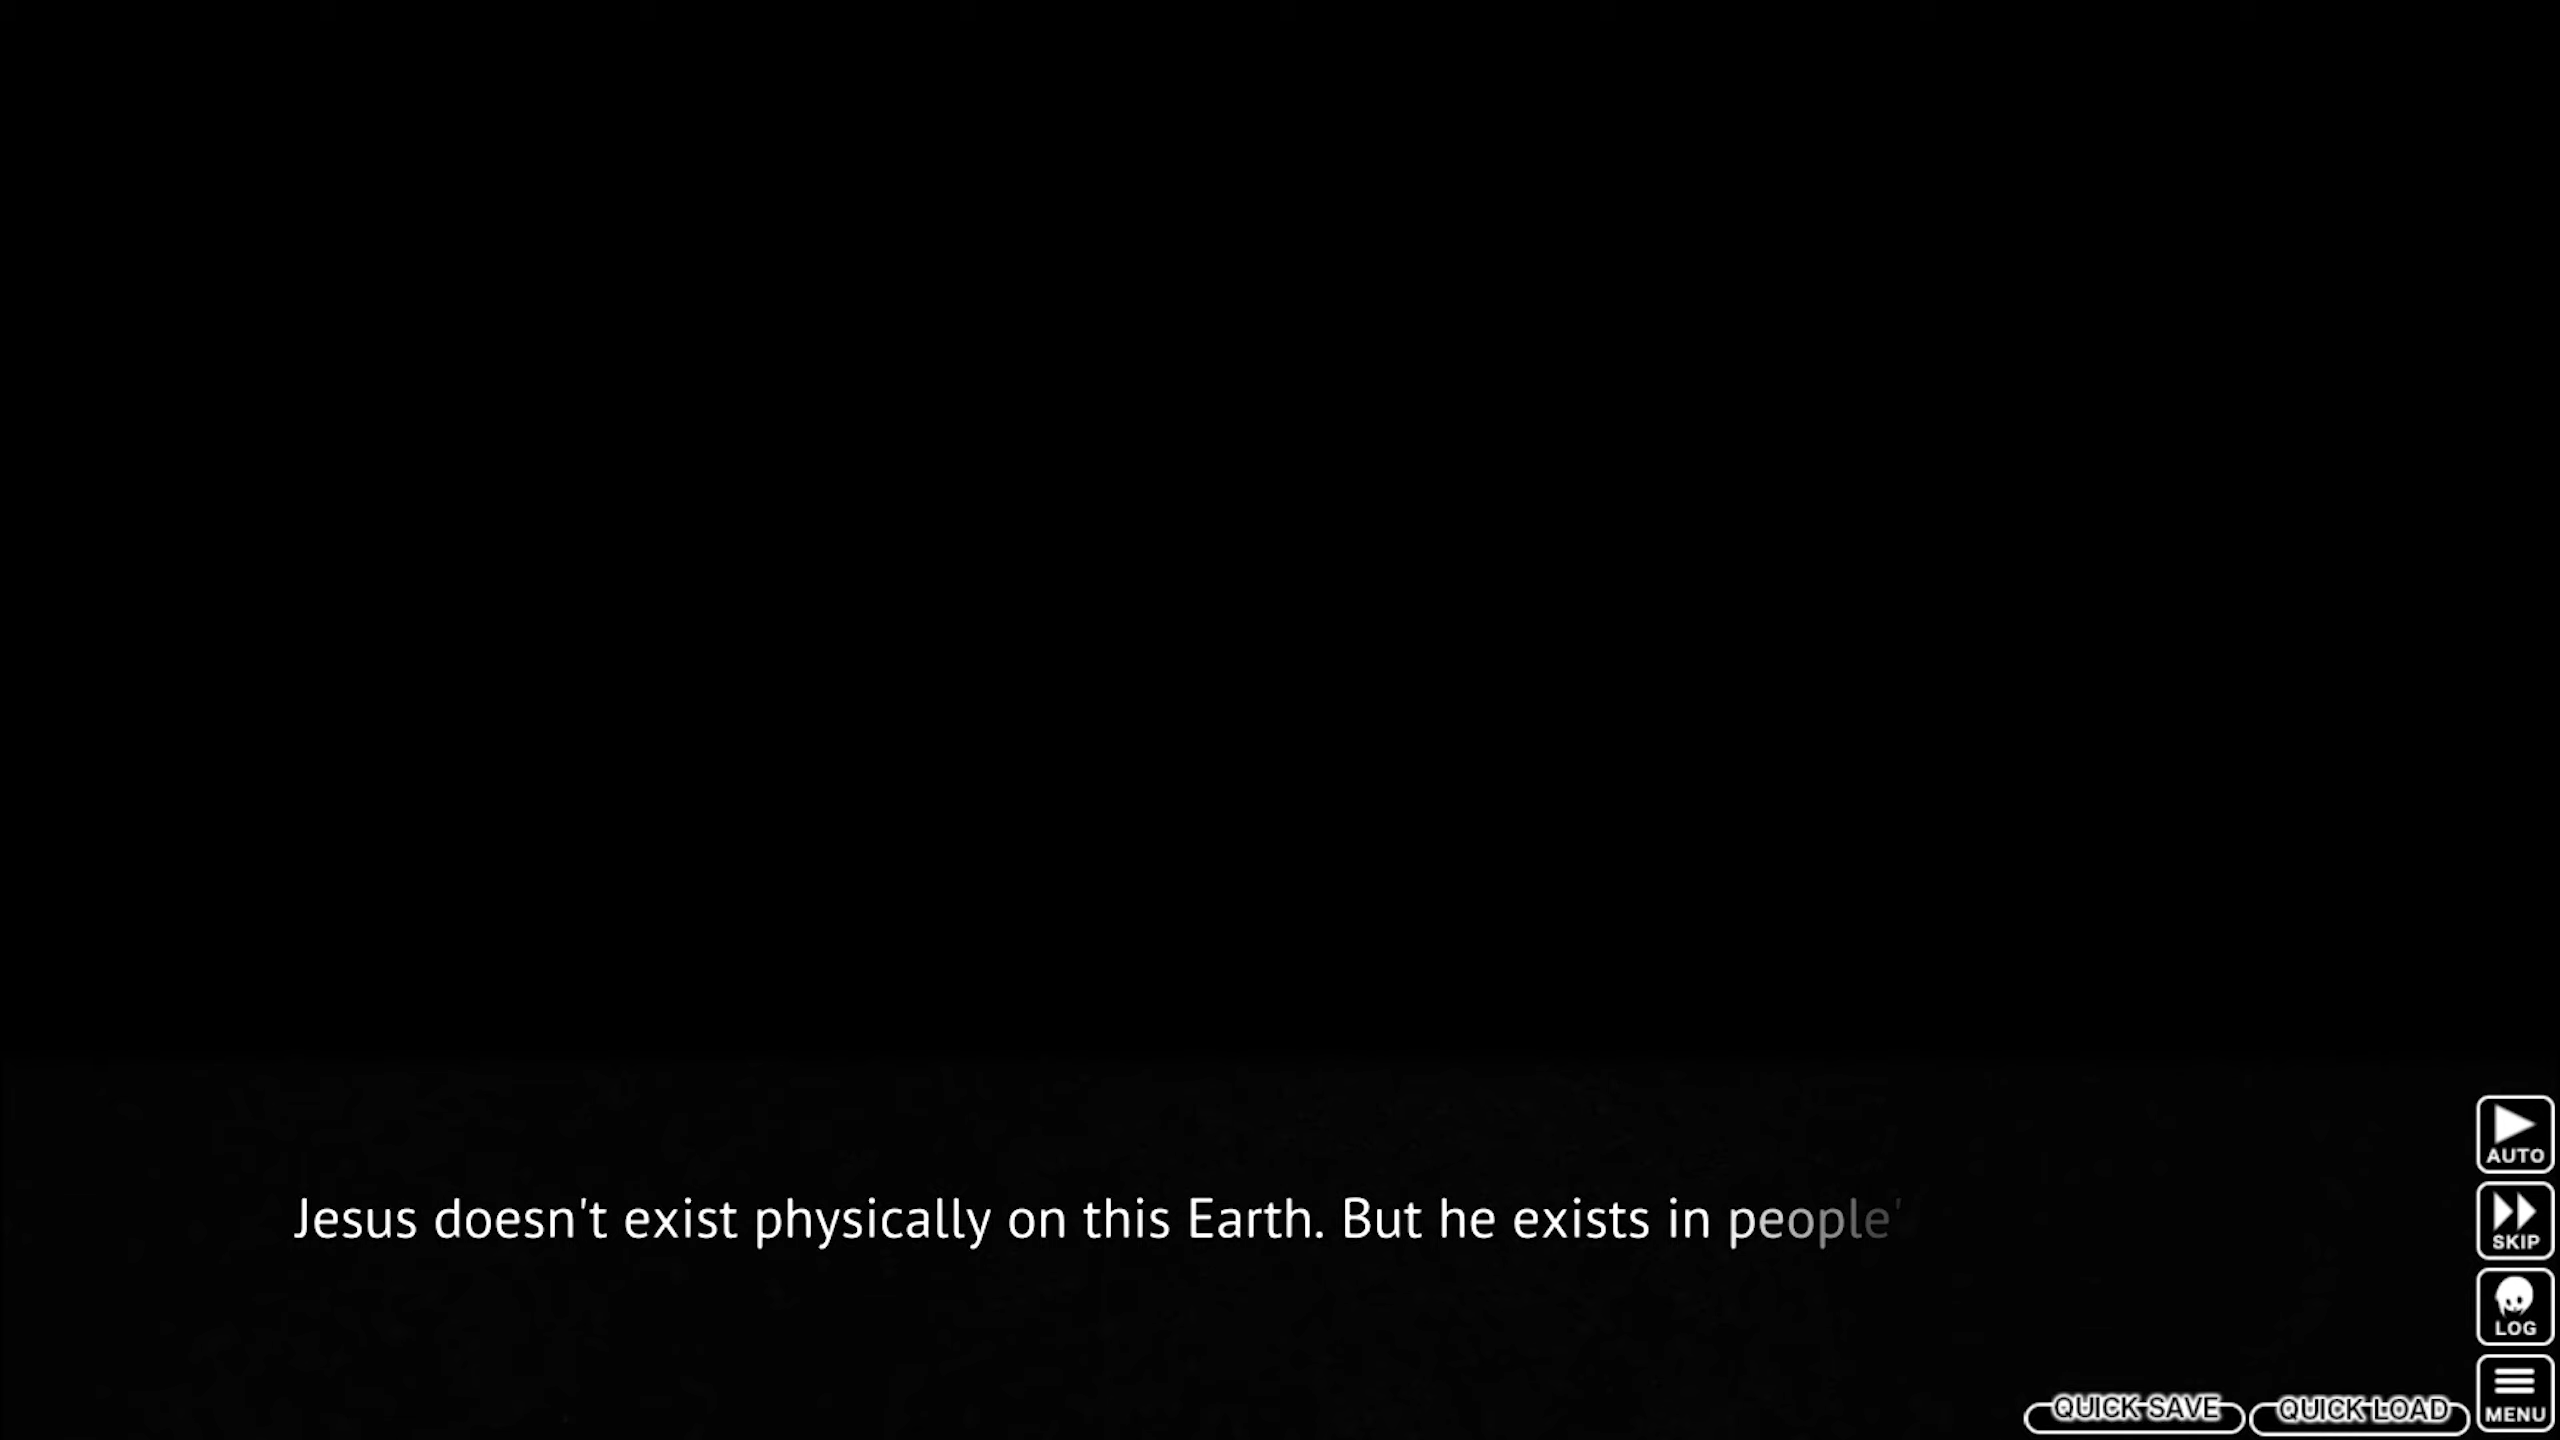 Jesus doesn't exist physically on this Earth. But he exists in people'
AUTO
SKIP
LOG
QUICK SAVE
QUICK LOAD
MENU